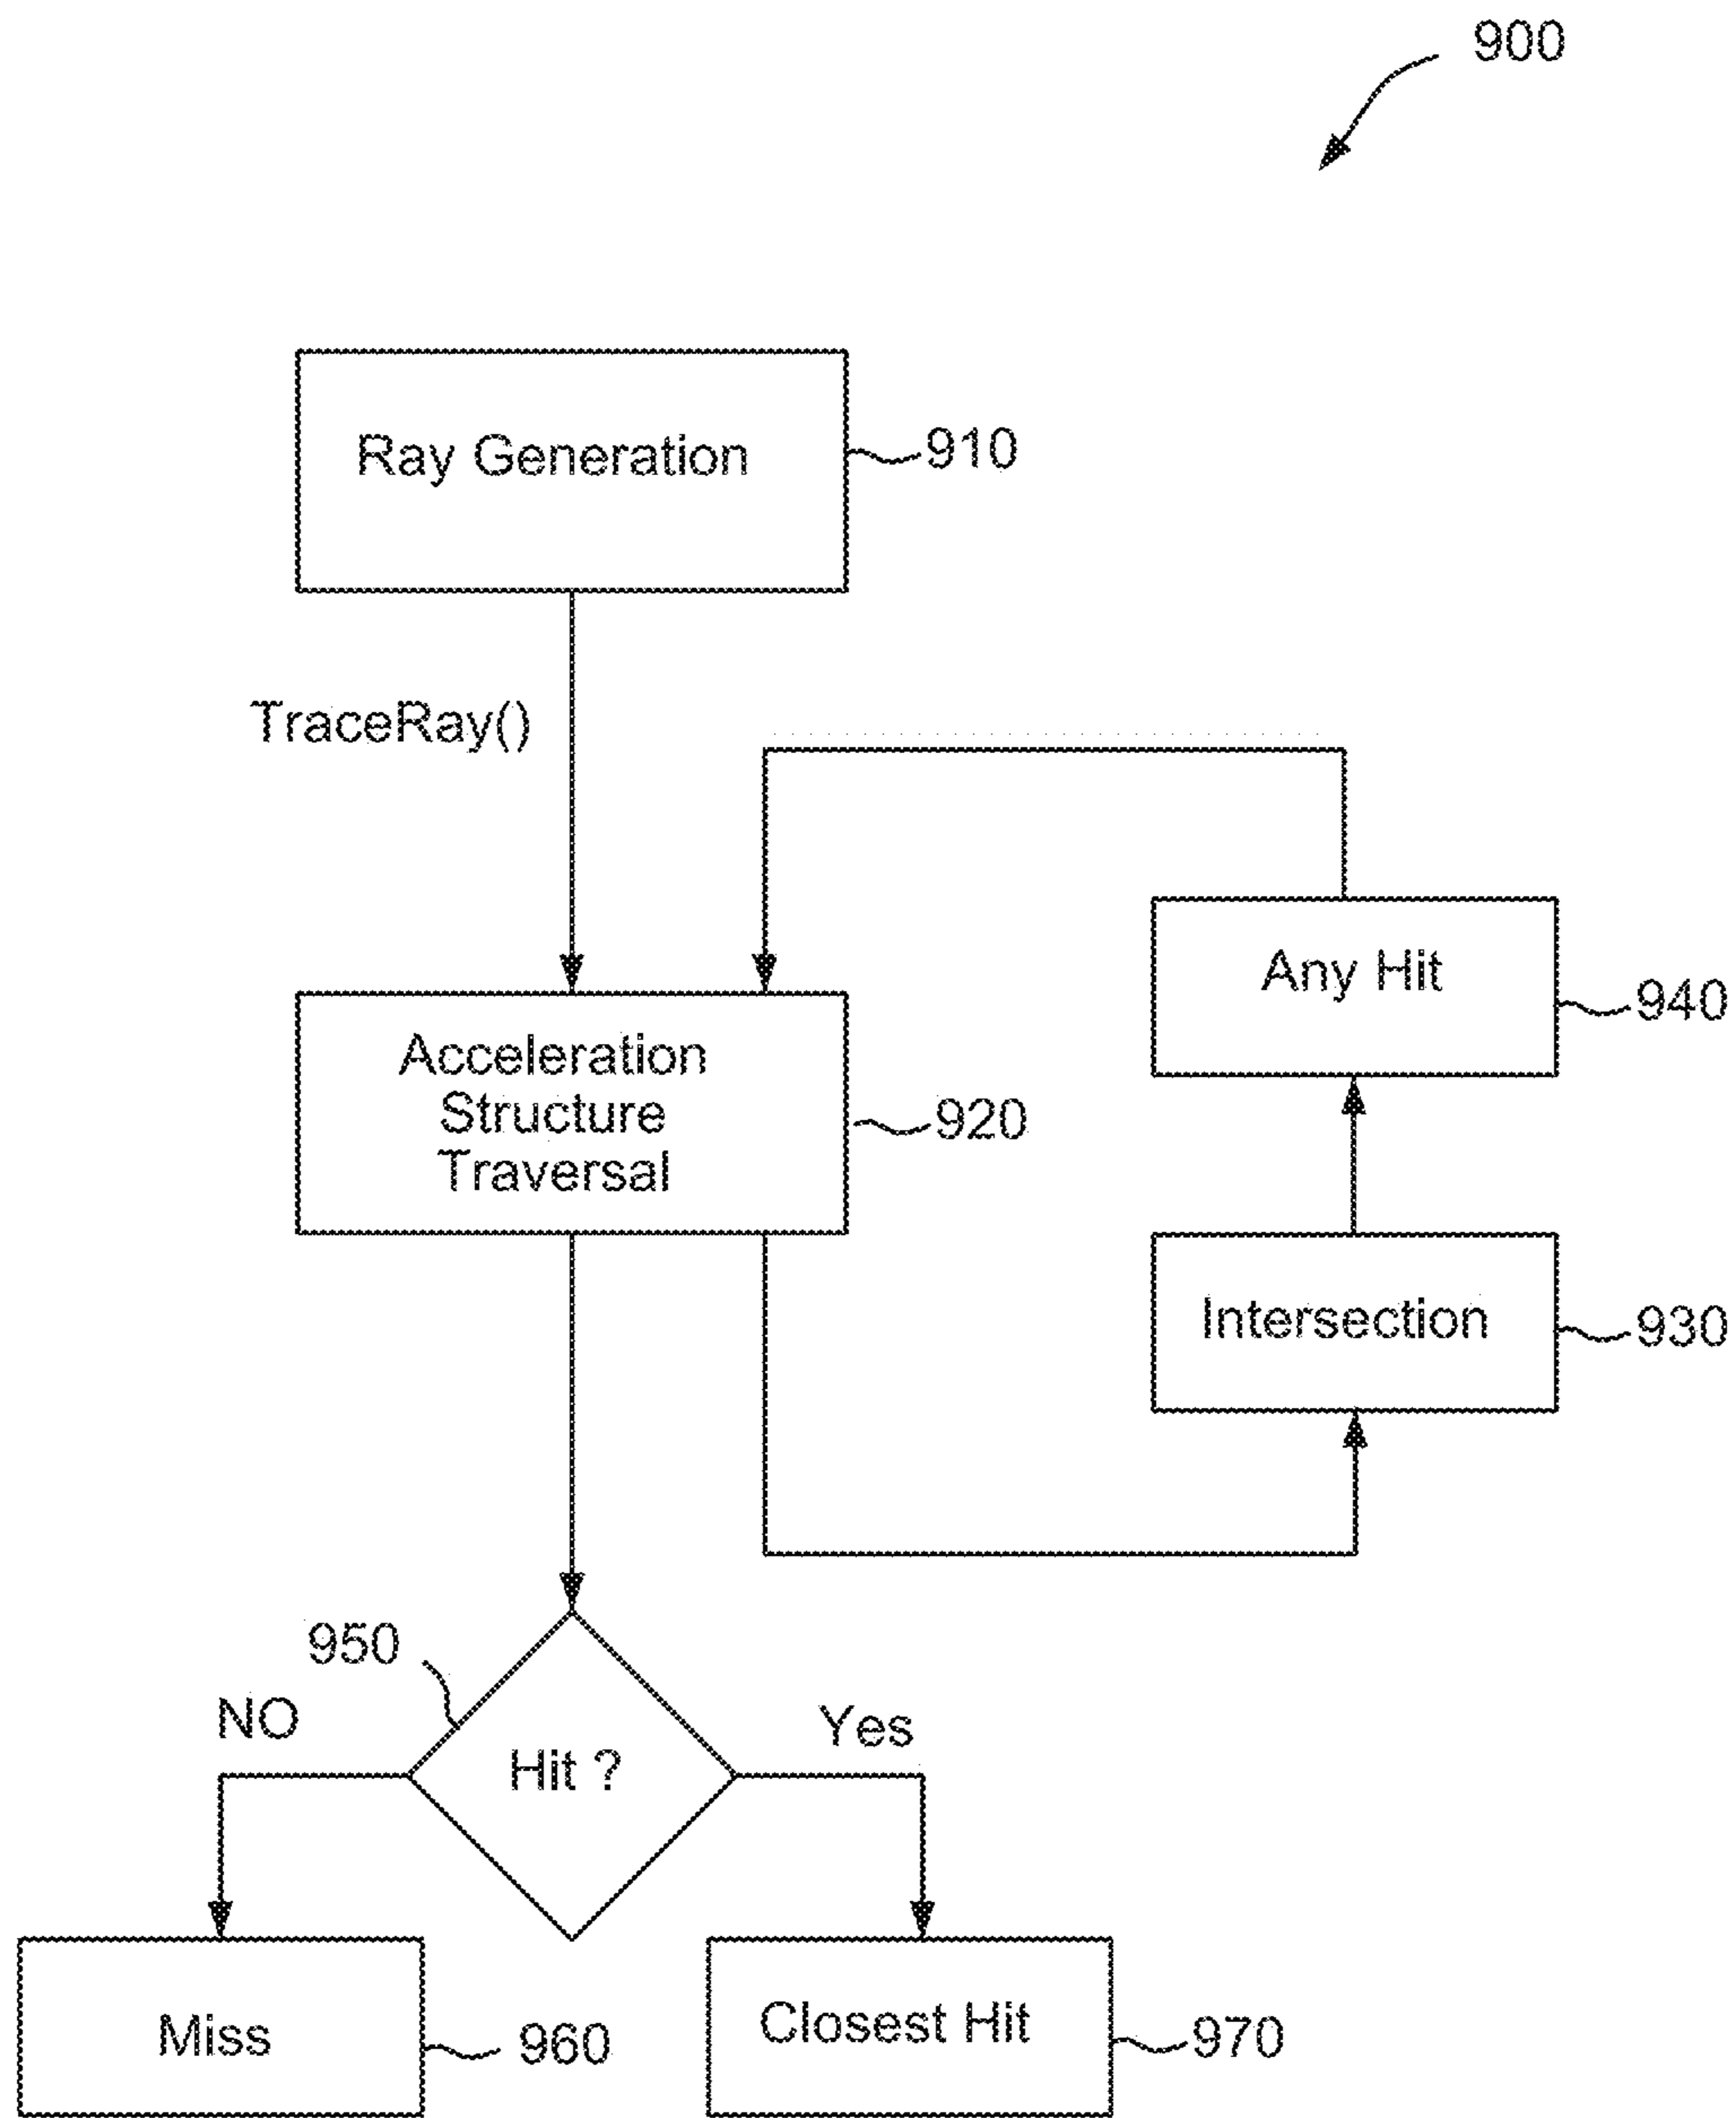 900
Ray Generation
910
TraceRay()
Any Hit
940
Acceleration
Structure
Traversal
920
Intersection
930
950
NO
Yes
Hit ?
Miss
960
Closest Hit
970